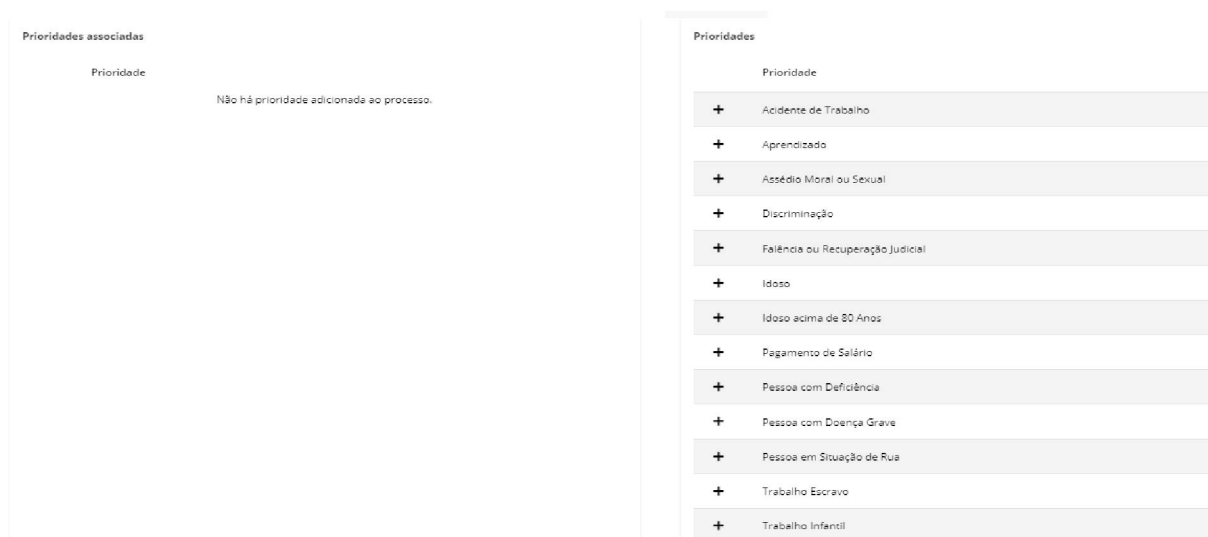 Prioridades associadas
Prioridade
Não há prioridade adicionada ao processo.
Prioridades
Prioridade
+ Acidente de Trabalho
+ Aprendizado
+ Assédio Moral ou Sexual
+ Discriminação
+ Falência ou Recuperação Judicial
+ Idoso
+ Idoso acima de 80 Anos
+ Pagamento de Salário
+ Pessoa com Deficiência
+ Pessoa com Doença Grave
+ Pessoa em Situação de Rua
+ Trabalho Escravo
+ Trabalho Infantil